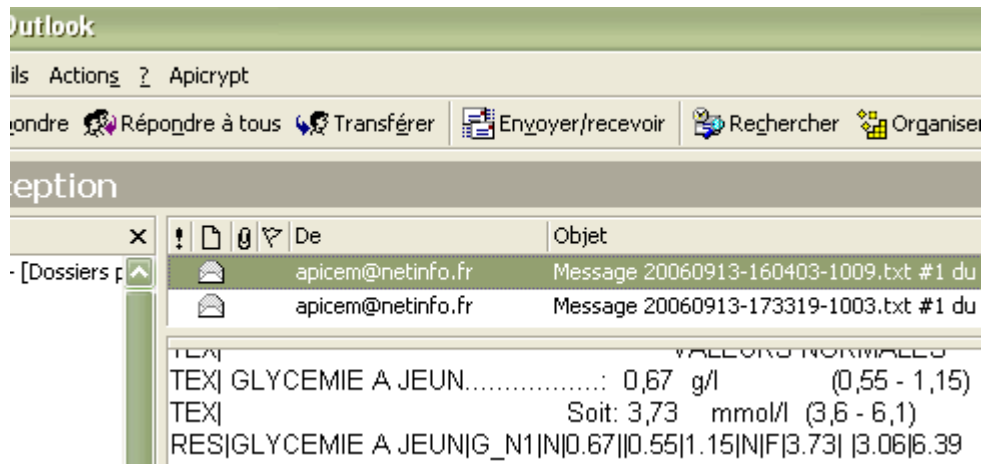 Outlook
ils Actions ? Apicrypt
ondre Répondre à tous Transférer Envoyer/recevoir Rechercher Organiser
ception
x ! De Objet
- [Dossiers p apicem@netinfo.fr Message 20060913-160403-1009.txt #1 du
apicem@netinfo.fr Message 20060913-173319-1003.txt #1 du
TEX| VALEURS NORMALES
TEX| GLYCEMIE A JEUN..................: 0,67 g/l (0,55 - 1,15)
TEX| Soit: 3,73 mmol/l (3,6 - 6,1)
RES|GLYCEMIE A JEUN|G_N1|N|0.67||0.55|1.15|N|F|3.73| |3.06|6.39